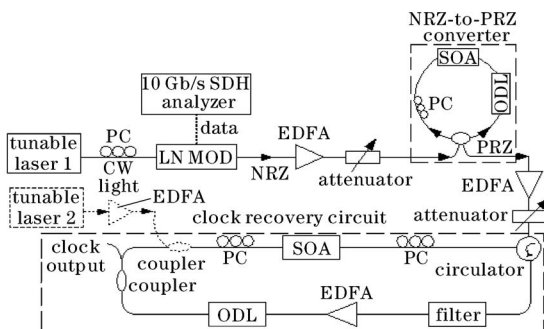 NRZ-to-PRZ
converter
SOA
ODL
PC
PRZ
10 Gb/s SDH
analyzer
data
tunable
laser 1
PC
CW
light
LN MOD
NRZ
EDFA
attenuator
EDFA
attenuator
tunable
laser 2
EDFA
clock recovery circuit
clock
output
coupler
coupler
PC
SOA
PC
circulator
ODL
EDFA
filter